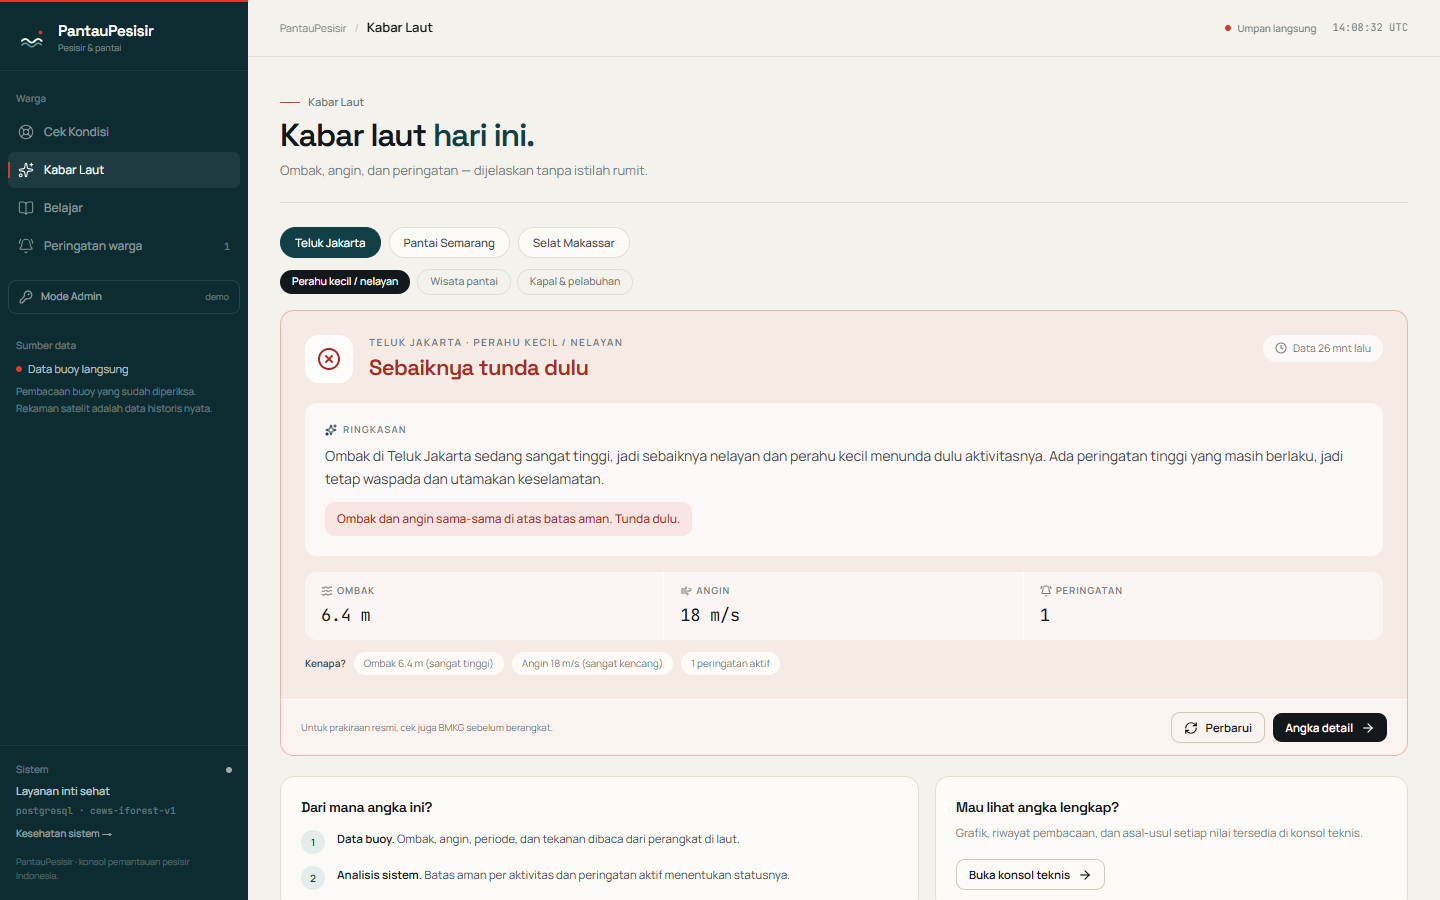 PantauPesisir
Pesisir & pantai
Warga
Cek Kondisi
Kabar Laut
Belajar
Peringatan warga 1
Mode Admin demo
Sumber data
Data buoy langsung
Pembacaan buoy yang sudah diperiksa.
Rekaman satelit adalah data historis nyata.
Sistem
Layanan inti sehat
postgresql · cews-iforest-v1
Kesehatan sistem →
PantauPesisir · konsol pemantauan pesisir
Indonesia.
PantauPesisir / Kabar Laut
Umpan langsung 14:08:32 UTC
Kabar Laut
Kabar laut hari ini.
Ombak, angin, dan peringatan — dijelaskan tanpa istilah rumit.
Teluk Jakarta Pantai Semarang Selat Makassar
Perahu kecil / nelayan Wisata pantai Kapal & pelabuhan
TELUK JAKARTA · PERAHU KECIL / NELAYAN
Sebaiknya tunda dulu
Data 26 mnt lalu
RINGKASAN
Ombak di Teluk Jakarta sedang sangat tinggi, jadi sebaiknya nelayan dan perahu kecil menunda dulu aktivitasnya. Ada peringatan tinggi yang masih berlaku, jadi
tetap waspada dan utamakan keselamatan.
Ombak dan angin sama-sama di atas batas aman. Tunda dulu.
OMBAK ANGIN PERINGATAN
6.4 m 18 m/s 1
Kenapa? Ombak 6.4 m (sangat tinggi) Angin 18 m/s (sangat kencang) 1 peringatan aktif
Untuk prakiraan resmi, cek juga BMKG sebelum berangkat.
Perbarui Angka detail →
Dari mana angka ini?
1 Data buoy. Ombak, angin, periode, dan tekanan dibaca dari perangkat di laut.
2 Analisis sistem. Batas aman per aktivitas dan peringatan aktif menentukan statusnya.
Mau lihat angka lengkap?
Grafik, riwayat pembacaan, dan asal-usul setiap nilai tersedia di konsol teknis.
Buka konsol teknis →